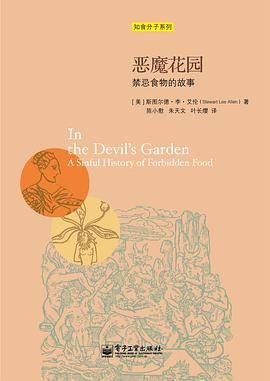 知食分子系列
恶魔花园
禁忌食物的故事
[美] 斯图尔德·李·艾伦（Stewart Lee Allen）著
陈小慰 朱天文 叶长缨 译
In
the Devil's Garden
A Sinful History of Forbidden Food
電子工業出版社